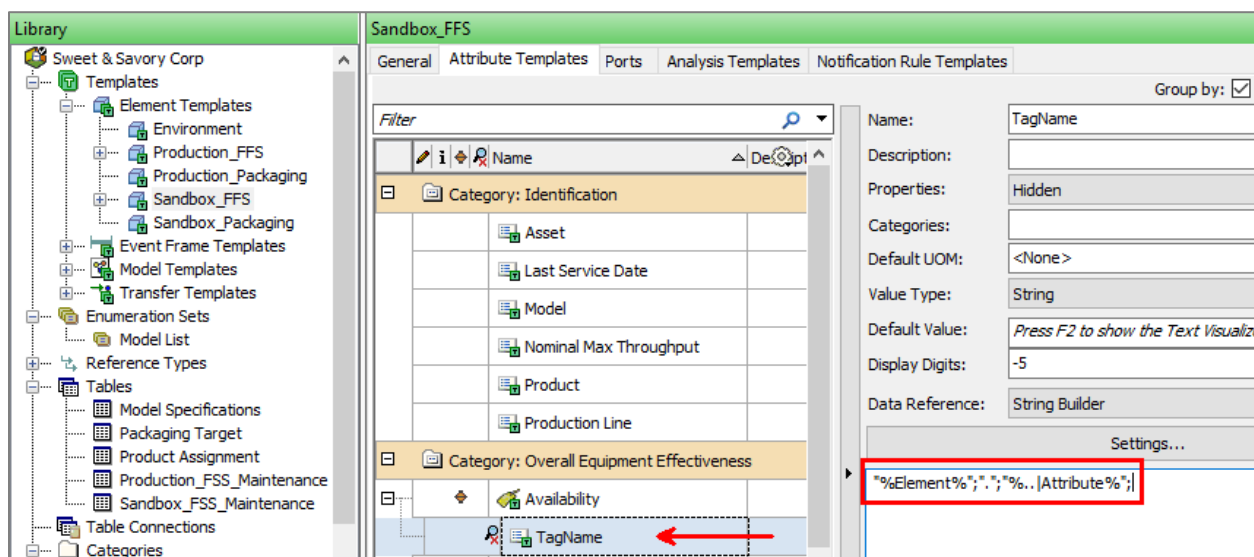 Library
Sweet & Savory Corp
Templates
Element Templates
Environment
Production_FFS
Production_Packaging
Sandbox_FFS
Sandbox_Packaging
Event Frame Templates
Model Templates
Transfer Templates
Enumeration Sets
Model List
Reference Types
Tables
Model Specifications
Packaging Target
Product Assignment
Production_FSS_Maintenance
Sandbox_FSS_Maintenance
Table Connections
Categories
Sandbox_FFS
General Attribute Templates Ports Analysis Templates Notification Rule Templates
Group by:
Filter
Name
Category: Identification
Asset
Last Service Date
Model
Nominal Max Throughput
Product
Production Line
Category: Overall Equipment Effectiveness
Availability
TagName
Name: TagName
Description:
Properties: Hidden
Categories:
Default UOM: <None>
Value Type: String
Default Value: Press F2 to show the Text Visualiz
Display Digits: -5
Data Reference: String Builder
Settings...
"%Element%";".";"%..|Attribute%";